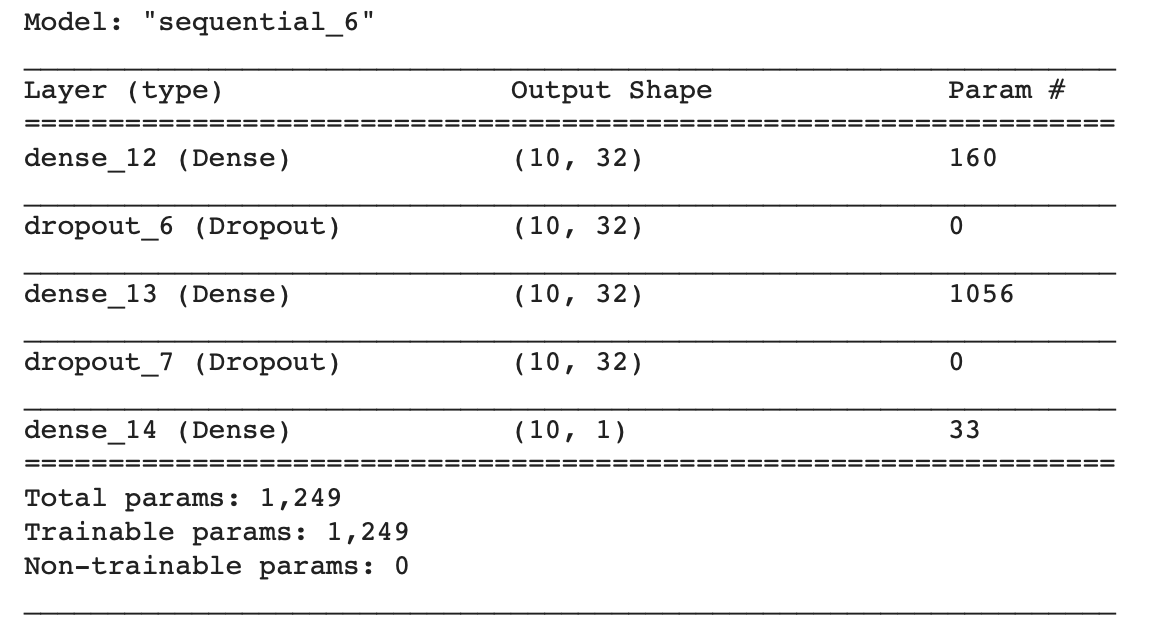 Model: "sequential_6"
Layer (type) Output Shape Param #
dense_12 (Dense) (10, 32) 160
dropout_6 (Dropout) (10, 32) 0
dense_13 (Dense) (10, 32) 1056
dropout_7 (Dropout) (10, 32) 0
dense_14 (Dense) (10, 1) 33
Total params: 1,249
Trainable params: 1,249
Non-trainable params: 0